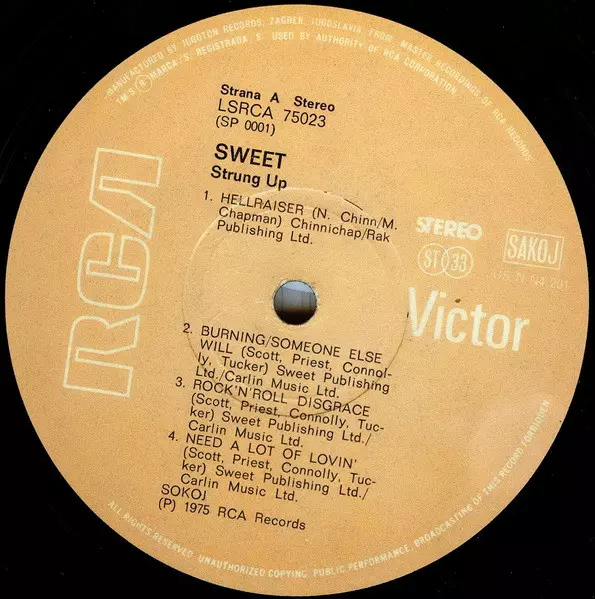 MANUFACTURED BY JUGOTON RECORDS, ZAGREB, JUGOSLAVIA, FROM MASTER RECORDINGS OF RCA RECORDS
TM'S ® MARCA'S. REGISTRADA'S. USED BY AUTHORITY OF RCA CORPORATION
Strana A Stereo
LSRCA 75023
(SP 0001)
SWEET
Strung Up
1. HELLRAISER (N. Chinn/M.
Chapman) Chinnichap/Rak
Publishing Ltd.
RCA
STEREO
ST 33
SAKOJ
Victor
2. BURNING/SOMEONE ELSE
WILL (Scott, Priest, Connol-
ly, Tucker) Sweet Publishing
Ltd./Carlin Music Ltd.
3. ROCK'N'ROLL DISGRACE
(Scott, Priest, Connolly, Tuc-
ker) Sweet Publishing Ltd./
Carlin Music Ltd.
4. NEED A LOT OF LOVIN'
(Scott, Priest, Connolly, Tuc-
ker) Sweet Publishing Ltd./
Carlin Music Ltd.
SOKOJ
(P) 1975 RCA Records
ALL RIGHTS RESERVED. UNAUTHORIZED COPYING, PUBLIC PERFORMANCE, BROADCASTING OF THIS RECORD FORBIDDEN.